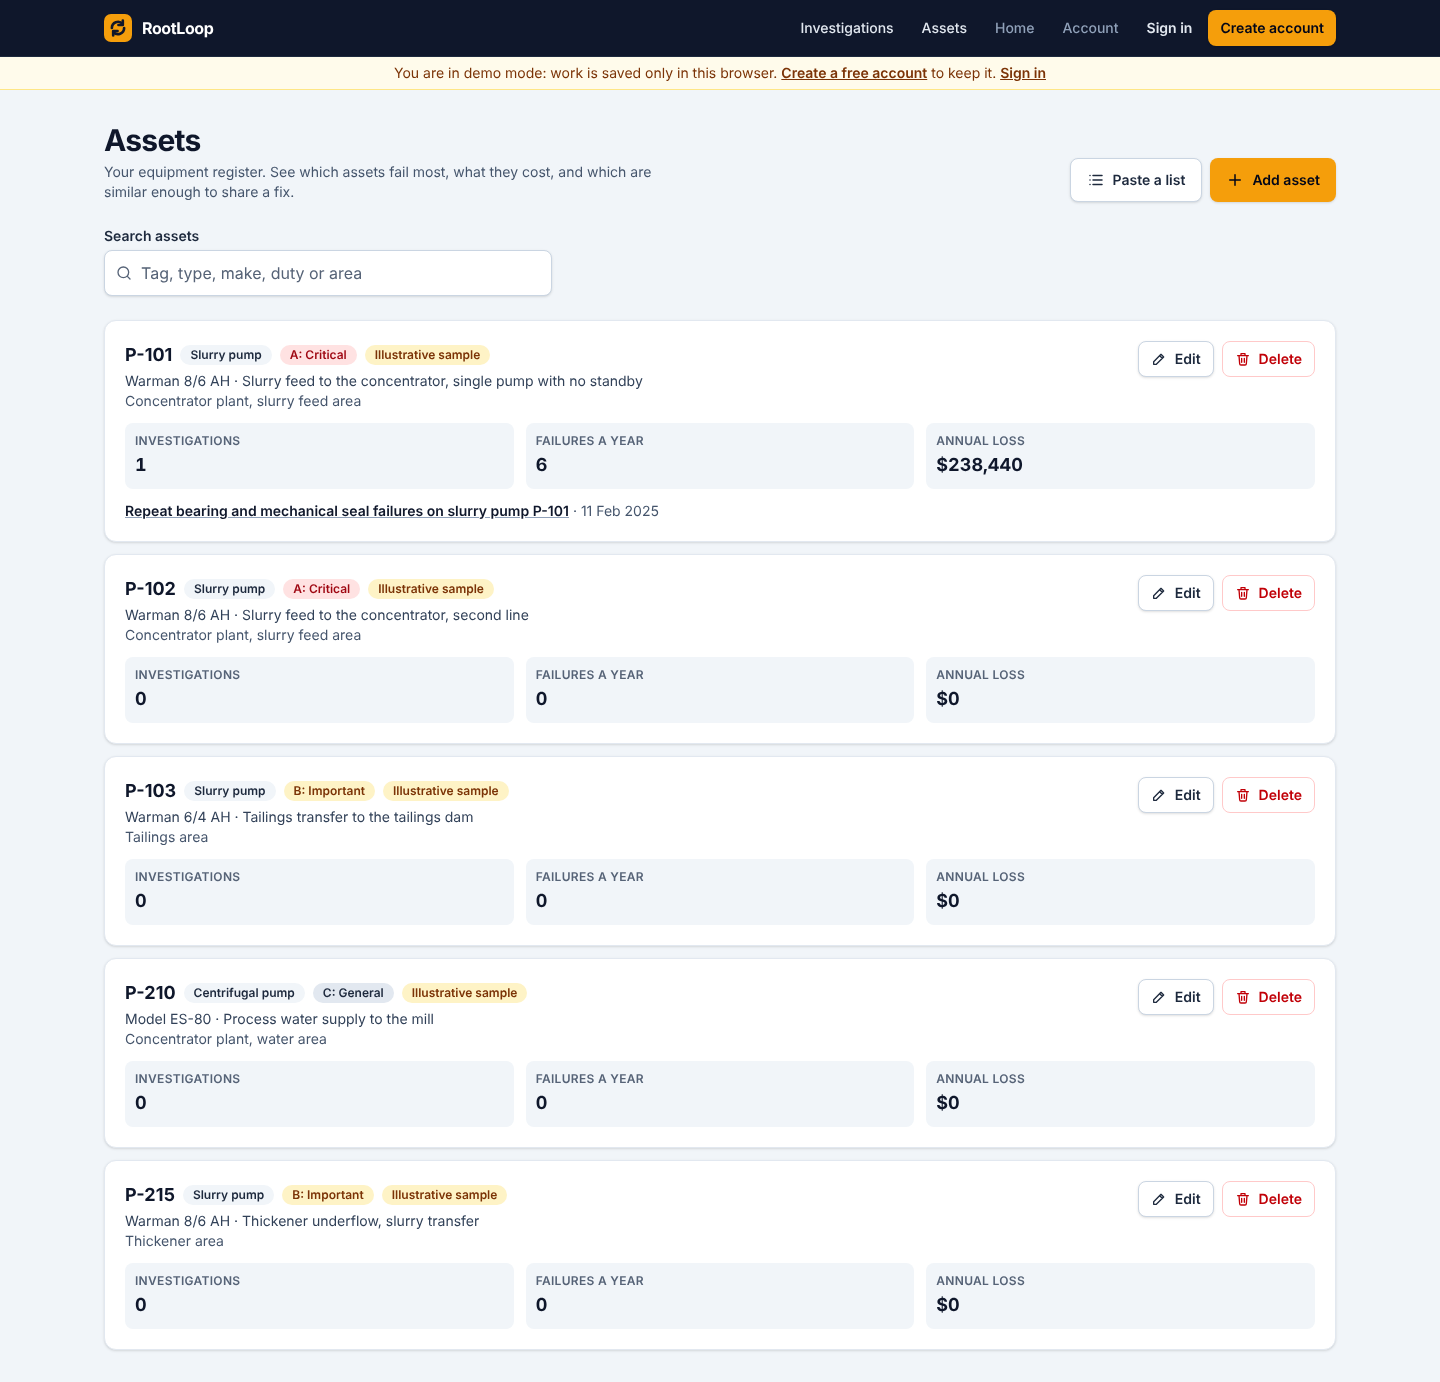 RootLoop
Investigations Assets Home Account Sign in Create account
You are in demo mode: work is saved only in this browser. Create a free account to keep it. Sign in
Assets
Your equipment register. See which assets fail most, what they cost, and which are
similar enough to share a fix.
Paste a list Add asset
Search assets
Tag, type, make, duty or area
P-101 Slurry pump A: Critical Illustrative sample Edit Delete
Warman 8/6 AH · Slurry feed to the concentrator, single pump with no standby
Concentrator plant, slurry feed area
INVESTIGATIONS FAILURES A YEAR ANNUAL LOSS
1 6 $238,440
Repeat bearing and mechanical seal failures on slurry pump P-101 · 11 Feb 2025
P-102 Slurry pump A: Critical Illustrative sample Edit Delete
Warman 8/6 AH · Slurry feed to the concentrator, second line
Concentrator plant, slurry feed area
INVESTIGATIONS FAILURES A YEAR ANNUAL LOSS
0 0 $0
P-103 Slurry pump B: Important Illustrative sample Edit Delete
Warman 6/4 AH · Tailings transfer to the tailings dam
Tailings area
INVESTIGATIONS FAILURES A YEAR ANNUAL LOSS
0 0 $0
P-210 Centrifugal pump C: General Illustrative sample Edit Delete
Model ES-80 · Process water supply to the mill
Concentrator plant, water area
INVESTIGATIONS FAILURES A YEAR ANNUAL LOSS
0 0 $0
P-215 Slurry pump B: Important Illustrative sample Edit Delete
Warman 8/6 AH · Thickener underflow, slurry transfer
Thickener area
INVESTIGATIONS FAILURES A YEAR ANNUAL LOSS
0 0 $0